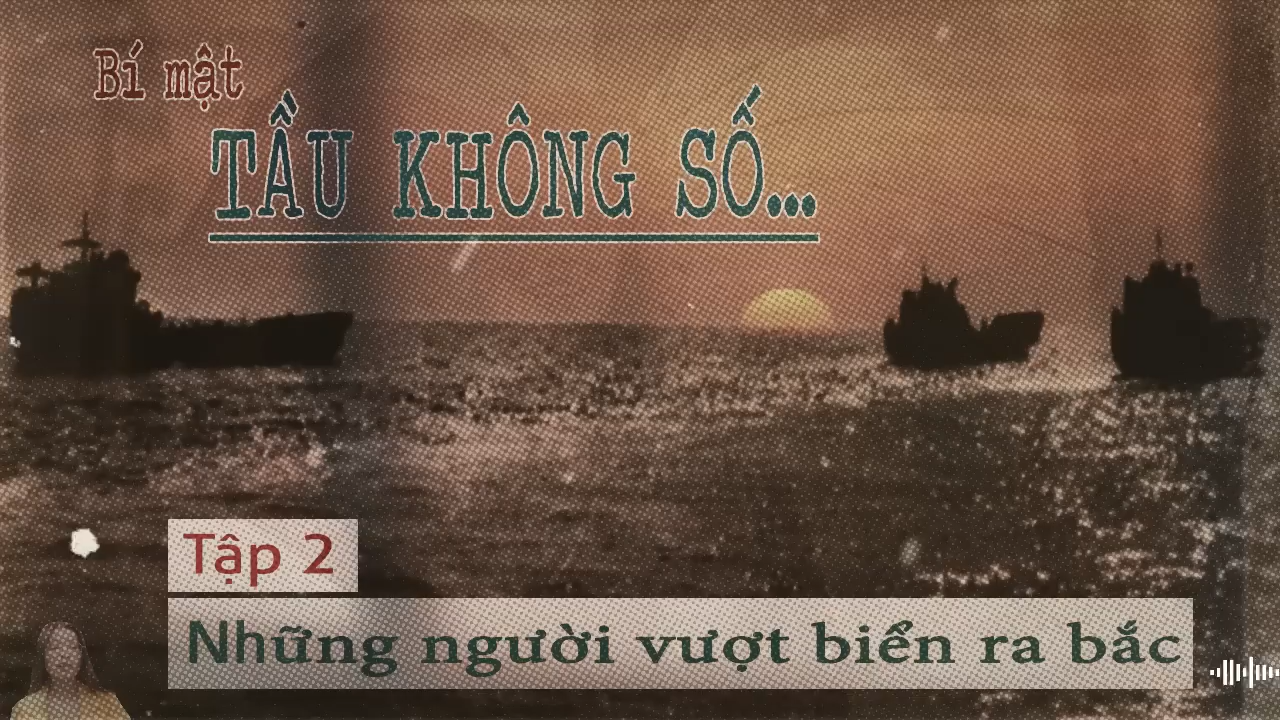 Bí mật
TẦU KHÔNG SỐ...
Tập 2
Những người vượt biển ra bắc